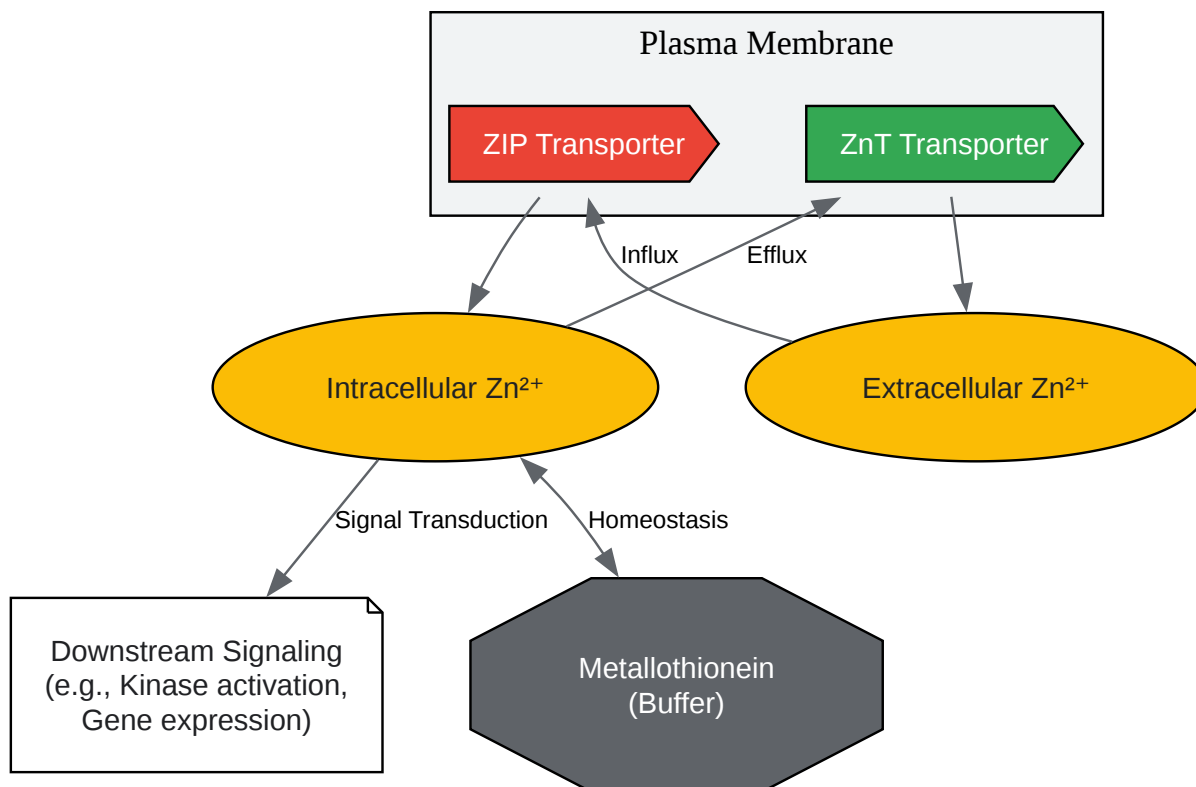 Plasma Membrane
ZIP Transporter
ZnT Transporter
Influx
Efflux
Intracellular Zn²⁺
Extracellular Zn²⁺
Signal Transduction
Homeostasis
Downstream Signaling
(e.g., Kinase activation,
Gene expression)
Metallothionein
(Buffer)